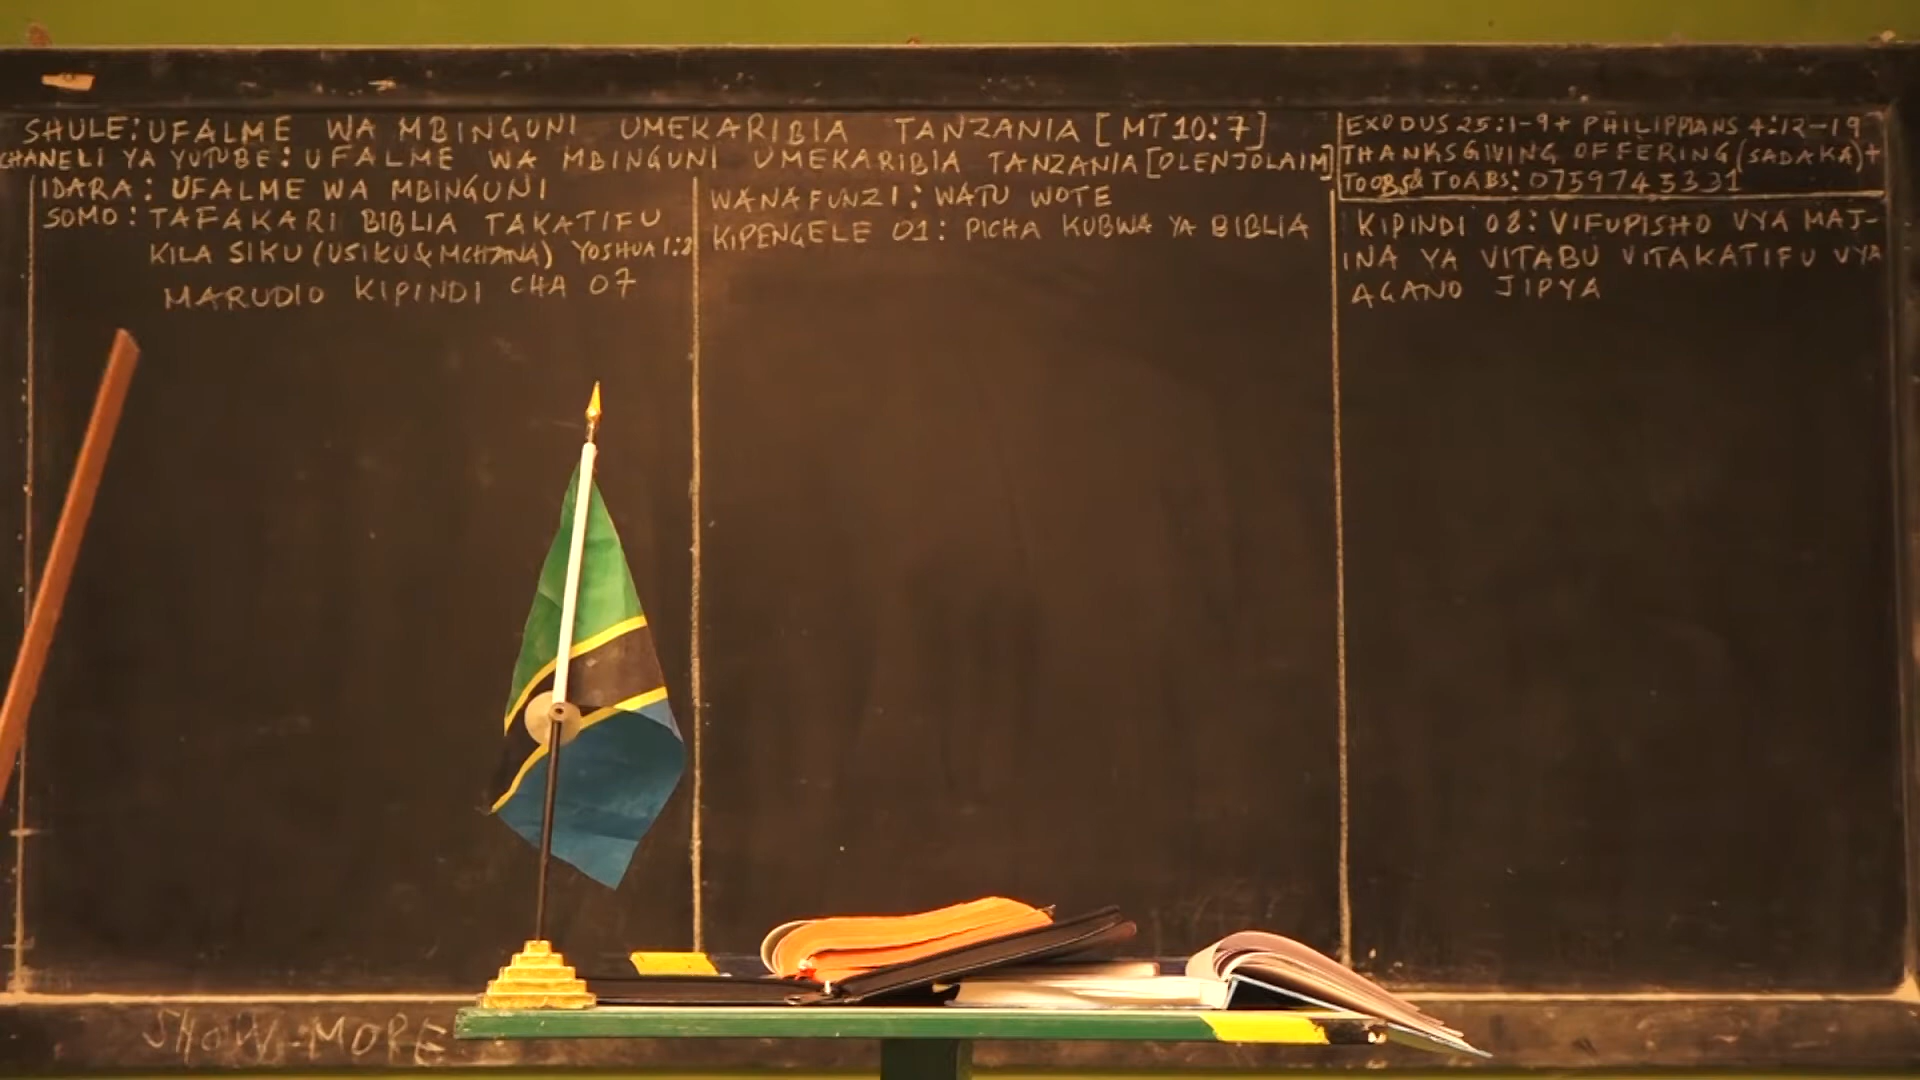 SHULE: UFALME WA MBINGUNI UMEKARIBIA TANZANIA [MT 10:7]
CHANELI YA YUTUBE: UFALME WA MBINGUNI UMEKARIBIA TANZANIA [OLENJOLAIM]
IDARA: UFALME WA MBINGUNI
SOMO: TAFAKARI BIBLIA TAKATIFU
KILA SIKU (USIKU & MCHANA) YOSHUA 1:8
MARUDIO KIPINDI CHA 07
WANAFUNZI: WATU WOTE
KIPENGELE 01: PICHA KUBWA YA BIBLIA
EXODUS 25:1-9 + PHILIPPIANS 4:12-19
THANKSGIVING OFFERING (SADAKA) +
TOOBS & TOABS: 0759745331
KIPINDI 08: VIFUPISHO VYA MAJ-
INA YA VITABU VITAKATIFU VYA
AGANO JIPYA
SHOW-MORE